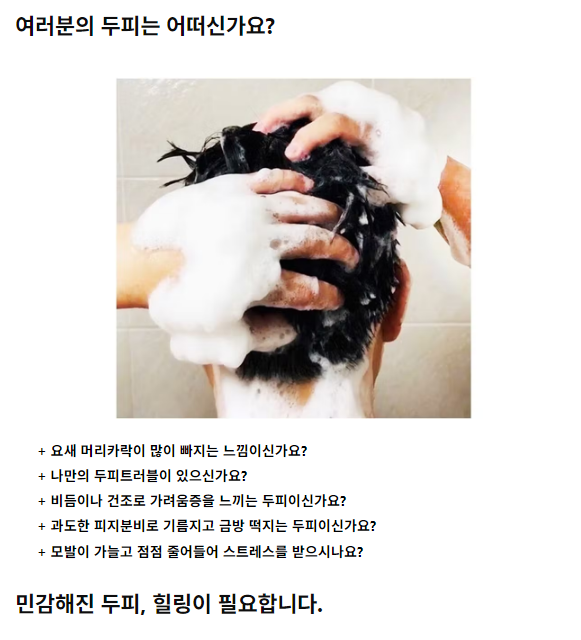 여러분의 두피는 어떠신가요?
+ 요새 머리카락이 많이 빠지는 느낌이신가요?
+ 나만의 두피트러블이 있으신가요?
+ 비듬이나 건조로 가려움증을 느끼는 두피이신가요?
+ 과도한 피지분비로 기름지고 금방 떡지는 두피이신가요?
+ 모발이 가늘고 점점 줄어들어 스트레스를 받으시나요?
민감해진 두피, 힐링이 필요합니다.